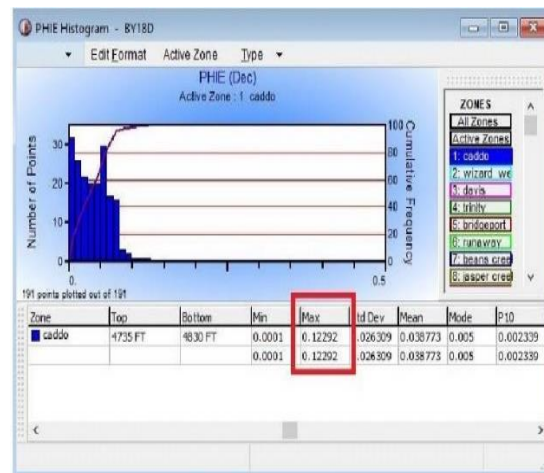 PHIE Histogram - BY18D
Edit Format Active Zone Type
PHIE (Dec)
Active Zone : 1 caddo
Number of Points
30
20
10
0
100
80
60
40
20
0
Cumulative Frequency
0. 0.5
191 points plotted out of 191
ZONES
All Zones
Active Zones
1: caddo
2: wizard_we
3: davis
4: trinity
5: bridgeport
6: runaway
7: beans cree
8: jasper creel
Zone Top Bottom Min Max Std Dev Mean Mode P10
caddo 4735 FT 4830 FT 0.0001 0.12292 .026309 0.038773 0.005 0.002339
0.0001 0.12292 .026309 0.038773 0.005 0.002339